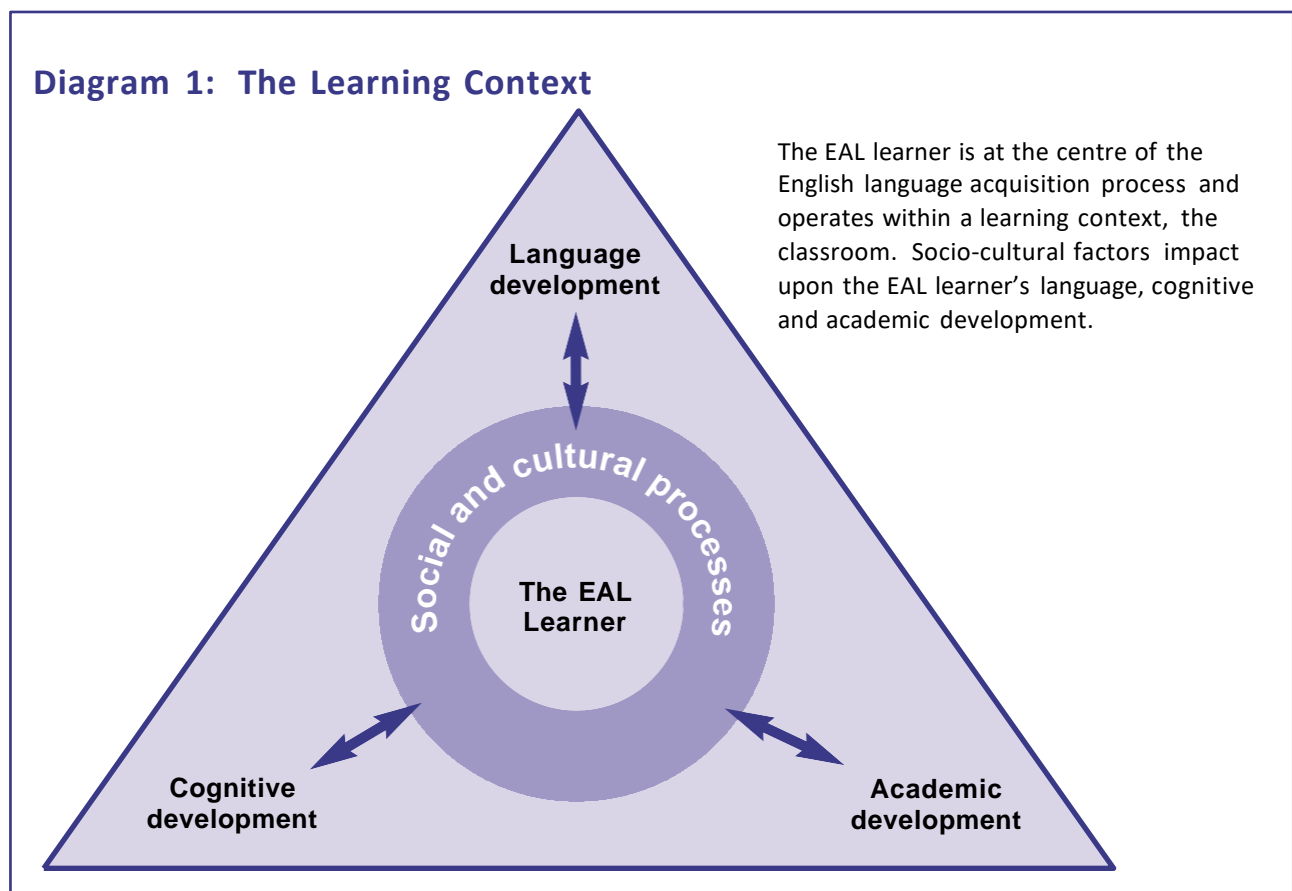 Diagram 1: The Learning Context
The EAL learner is at the centre of the
English language acquisition process and
operates within a learning context, the
classroom. Socio-cultural factors impact
upon the EAL learner’s language, cognitive
and academic development.
Language
development
Social and cultural processes
The EAL
Learner
Cognitive
development
Academic
development